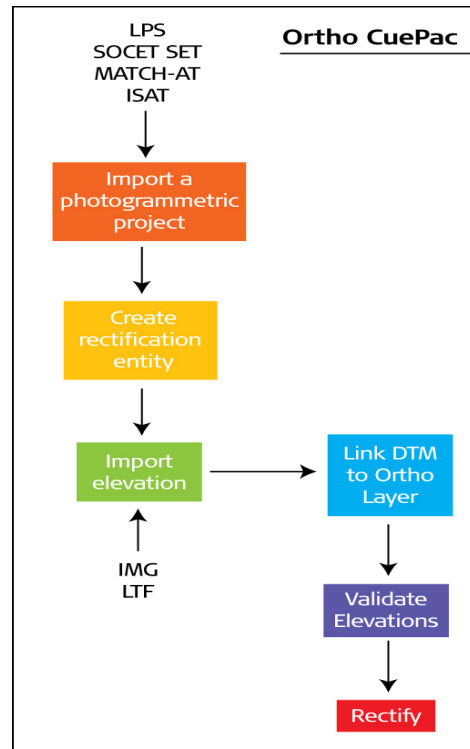 LPS
SOCET SET
MATCH-AT
ISAT
Ortho CuePac
Import a
photogrammetric
project
Create
rectification
entity
Import
elevation
Link DTM
to Ortho
Layer
IMG
LTF
Validate
Elevations
Rectify